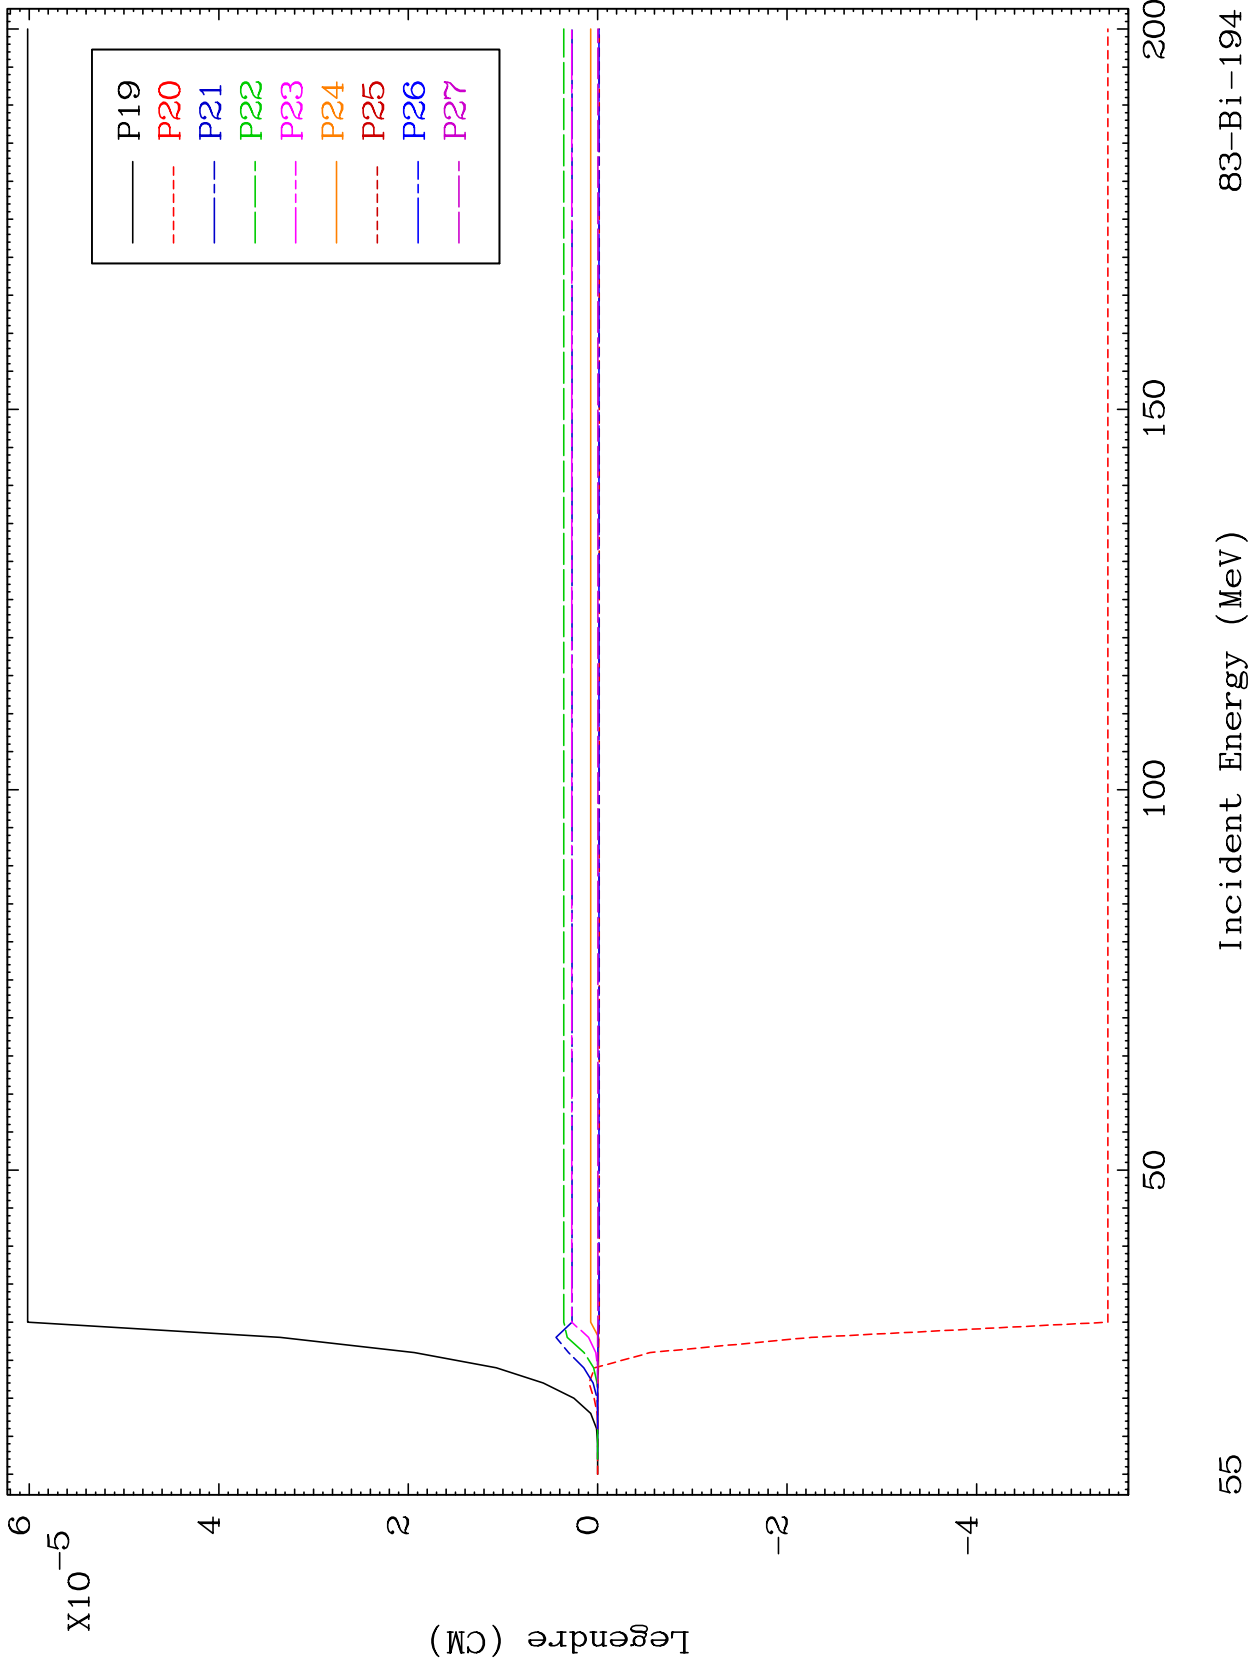 X10 -5
6
4
2
0
-2
-4
Legendre (CM)
P19
P20
P21
P22
P23
P24
P25
P26
P27
50
100
150
200
Incident Energy (MeV)
55
83-Bi-194